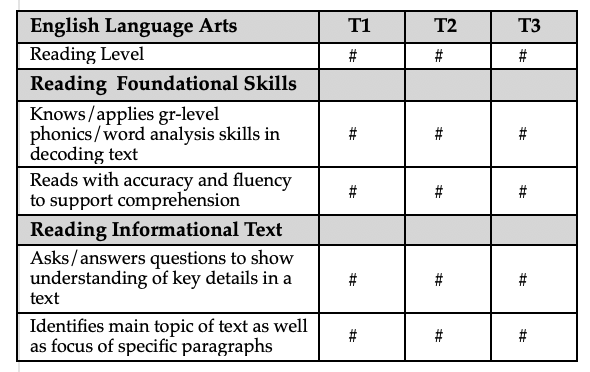 English Language Arts T1 T2 T3
Reading Level # # #
Reading Foundational Skills
Knows/applies gr-level
phonics/word analysis skills in # # #
decoding text
Reads with accuracy and fluency
to support comprehension # # #
Reading Informational Text
Asks/answers questions to show
understanding of key details in a # # #
text
Identifies main topic of text as well
as focus of specific paragraphs # # #